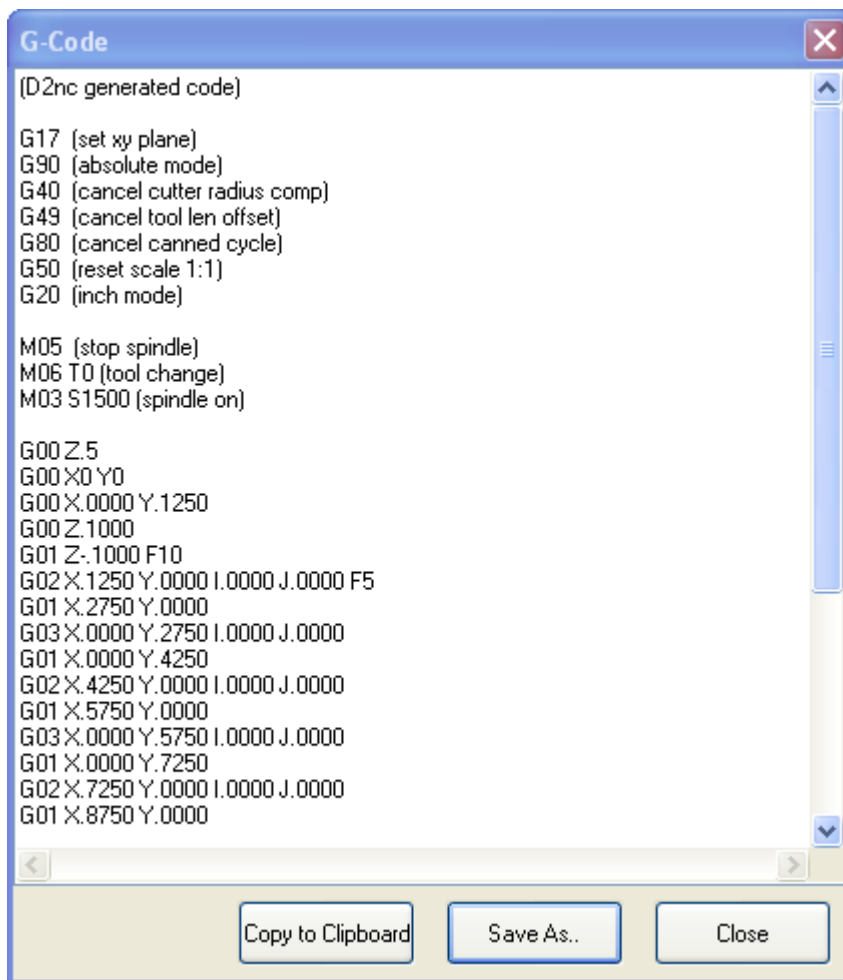 G-Code
(D2nc generated code)
G17 (set xy plane)
G90 (absolute mode)
G40 (cancel cutter radius comp)
G49 (cancel tool len offset)
G80 (cancel canned cycle)
G50 (reset scale 1:1)
G20 (inch mode)
M05 (stop spindle)
M06 T0 (tool change)
M03 S1500 (spindle on)
G00 Z.5
G00 X0 Y0
G00 X.0000 Y.1250
G00 Z.1000
G01 Z-.1000 F10
G02 X.1250 Y.0000 I.0000 J.0000 F5
G01 X.2750 Y.0000
G03 X.0000 Y.2750 I.0000 J.0000
G01 X.0000 Y.4250
G02 X.4250 Y.0000 I.0000 J.0000
G01 X.5750 Y.0000
G03 X.0000 Y.5750 I.0000 J.0000
G01 X.0000 Y.7250
G02 X.7250 Y.0000 I.0000 J.0000
G01 X.8750 Y.0000
Copy to Clipboard Save As.. Close